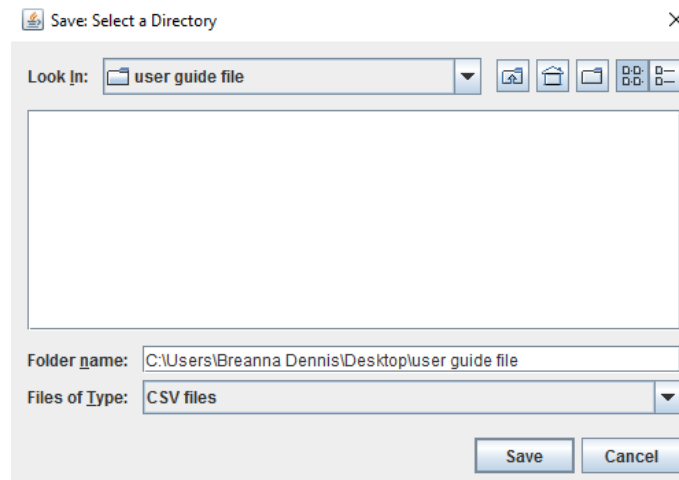 Save: Select a Directory
Look In: user guide file
Folder name: C:\Users\Breanna Dennis\Desktop\user guide file
Files of Type: CSV files
Save Cancel